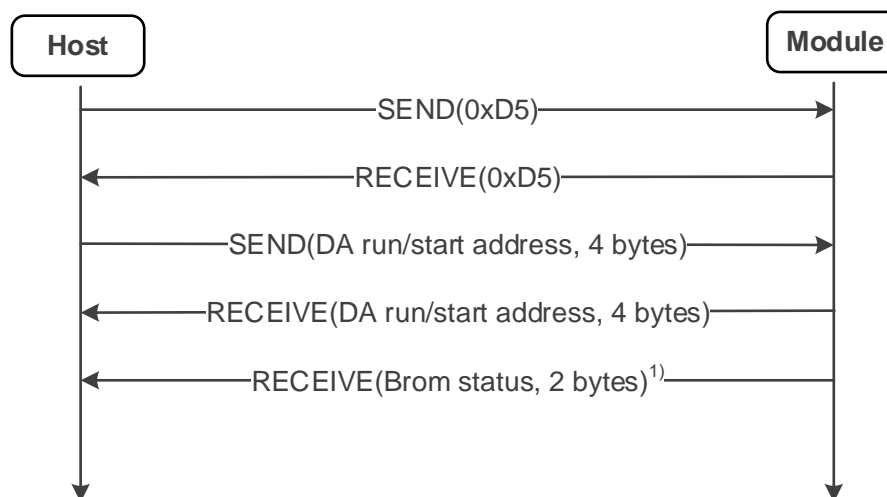 Host
Module
SEND(0xD5)
RECEIVE(0xD5)
SEND(DA run/start address, 4 bytes)
RECEIVE(DA run/start address, 4 bytes)
RECEIVE(Brom status, 2 bytes)1)